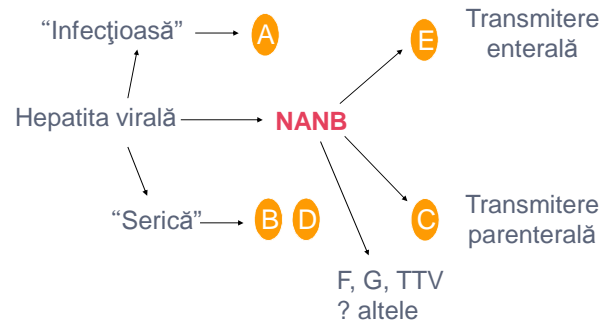 “Infecţioasă”
A
E
Transmitere
enterală
Hepatita virală
NANB
“Serică”
B D
C
Transmitere
parenterală
F, G, TTV
? altele